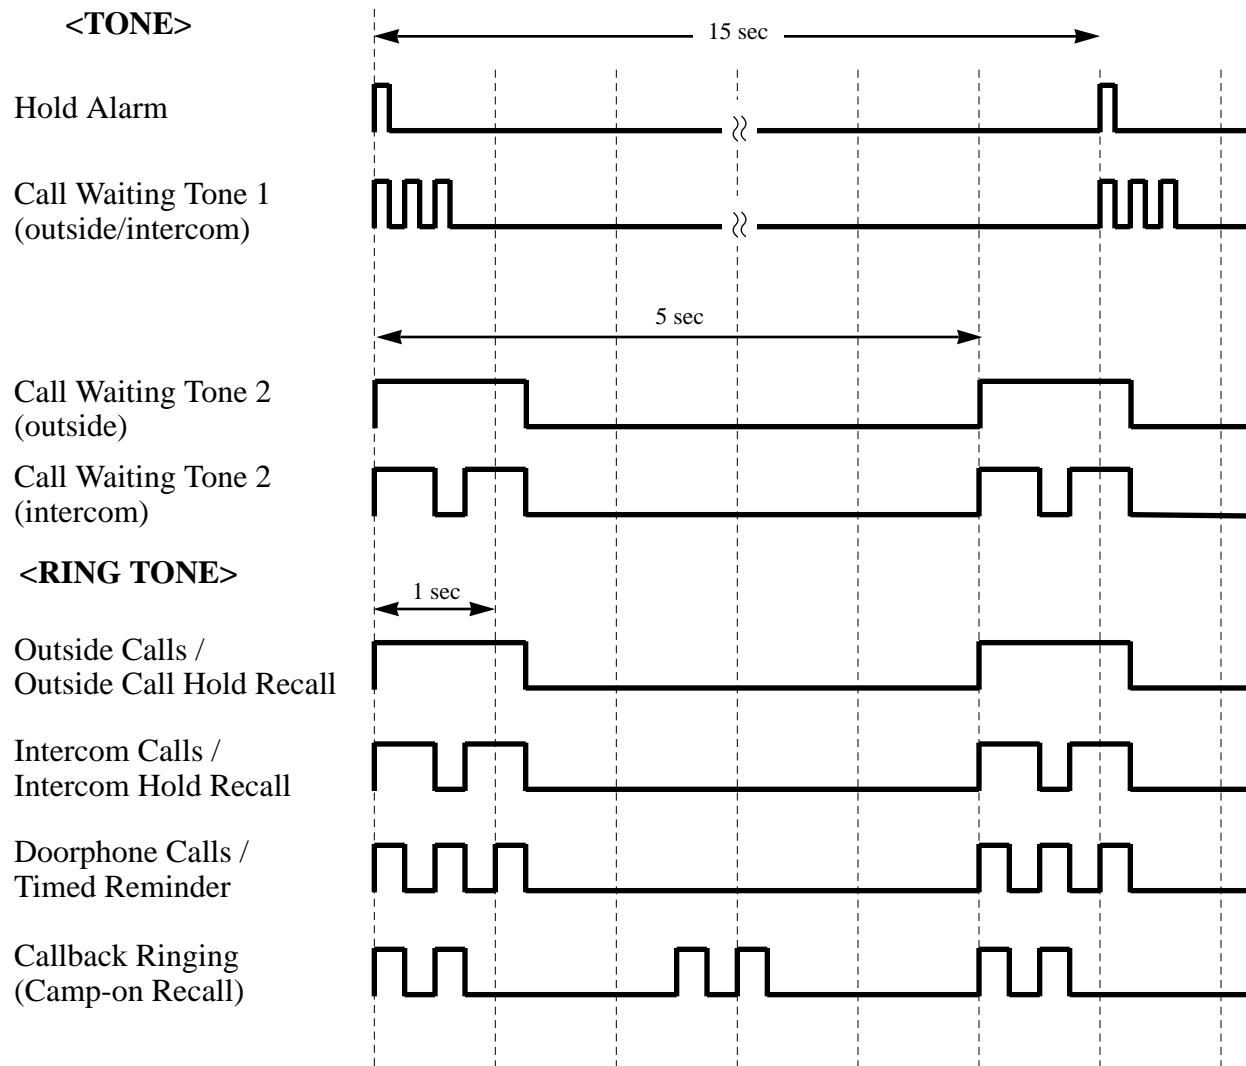 <TONE>
15 sec
Hold Alarm
Call Waiting Tone 1
(outside/intercom)
5 sec
Call Waiting Tone 2
(outside)
Call Waiting Tone 2
(intercom)
<RING TONE>
1 sec
Outside Calls /
Outside Call Hold Recall
Intercom Calls /
Intercom Hold Recall
Doorphone Calls /
Timed Reminder
Callback Ringing
(Camp-on Recall)